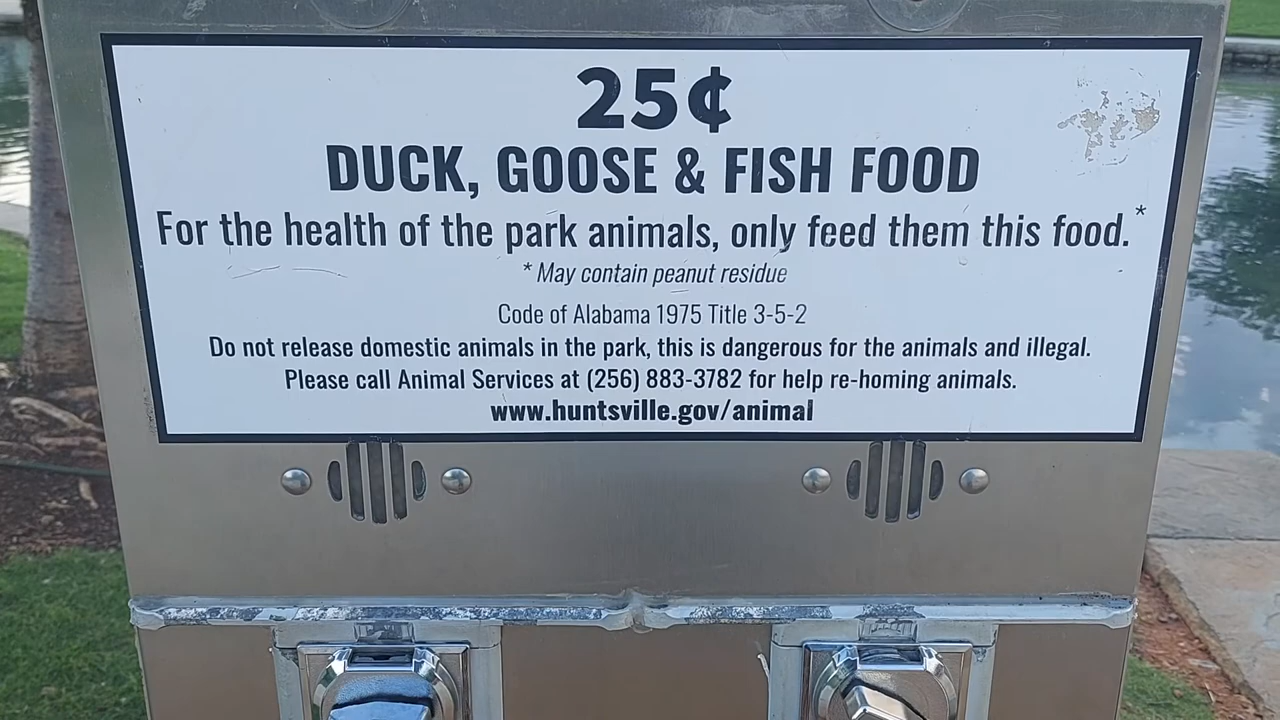 25¢
DUCK, GOOSE & FISH FOOD
For the health of the park animals, only feed them this food.*
* May contain peanut residue
Code of Alabama 1975 Title 3-5-2
Do not release domestic animals in the park, this is dangerous for the animals and illegal.
Please call Animal Services at (256) 883-3782 for help re-homing animals.
www.huntsville.gov/animal